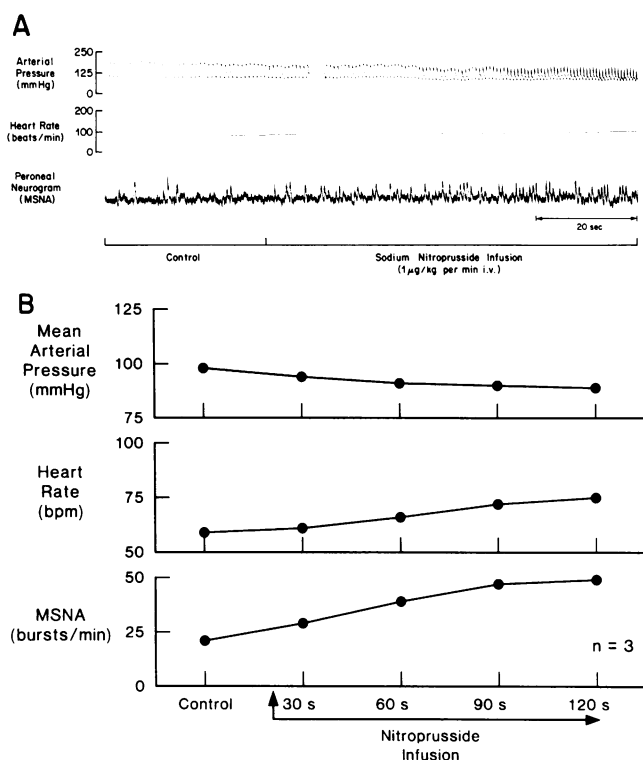 A
Arterial
Pressure
(mmHg)
250
125
0
Heart Rate
(beats/min)
200
100
0
Peroneal
Neurogram
(MSNA)
20 sec
Control
Sodium Nitroprusside Infusion
(1µg/kg per min i.v.)
B
Mean
Arterial
Pressure
(mmHg)
125
100
75
Heart
Rate
(bpm)
100
75
50
MSNA
(bursts/min)
50
25
0
n = 3
Control 30 s 60 s 90 s 120 s
Nitroprusside
Infusion